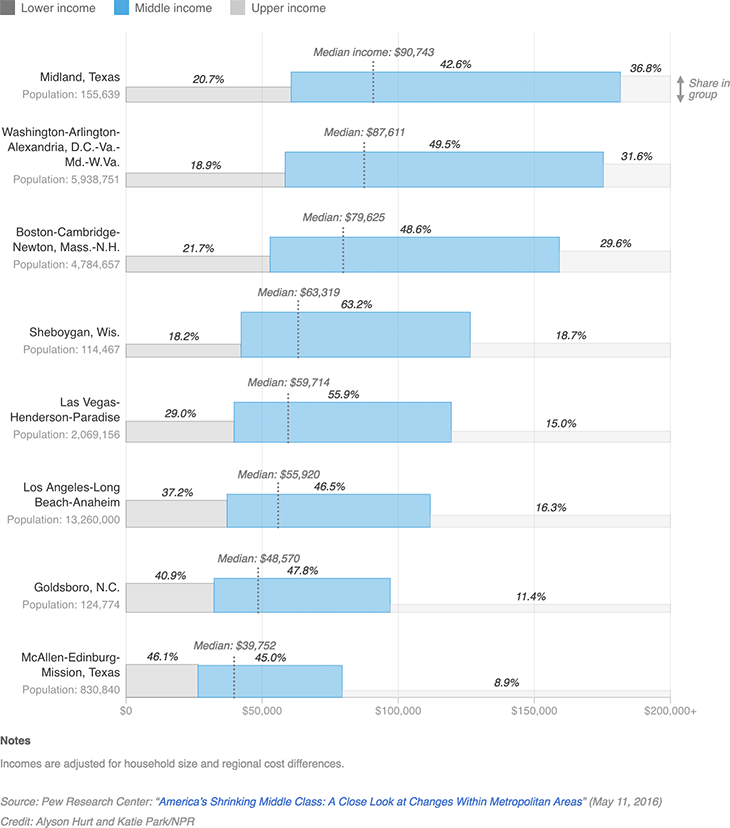 Lower income Middle income Upper income
Median income: $90,743
42.6%
36.8%
20.7%
Midland, Texas
Population: 155,639
Share in
group
Median: $87,611
Washington-Arlington-
Alexandria, D.C.-Va.-
Md.-W.Va.
Population: 5,938,751
49.5%
31.6%
18.9%
Median: $79,625
Boston-Cambridge-
Newton, Mass.-N.H.
Population: 4,784,657
48.6%
29.6%
21.7%
Median: $63,319
63.2%
Sheboygan, Wis.
Population: 114,467
18.2%
18.7%
Median: $59,714
55.9%
Las Vegas-
Henderson-Paradise
Population: 2,069,156
29.0%
15.0%
Median: $55,920
46.5%
Los Angeles-Long
Beach-Anaheim
Population: 13,260,000
37.2%
16.3%
Median: $48,570
47.8%
40.9%
Goldsboro, N.C.
Population: 124,774
11.4%
Median: $39,752
McAllen-Edinburg-
Mission, Texas
Population: 830,840
46.1%
45.0%
8.9%
$0 $50,000 $100,000 $150,000 $200,000+
Notes
Incomes are adjusted for household size and regional cost differences.
Source: Pew Research Center: “America’s Shrinking Middle Class: A Close Look at Changes Within Metropolitan Areas” (May 11, 2016)
Credit: Alyson Hurt and Katie Park/NPR